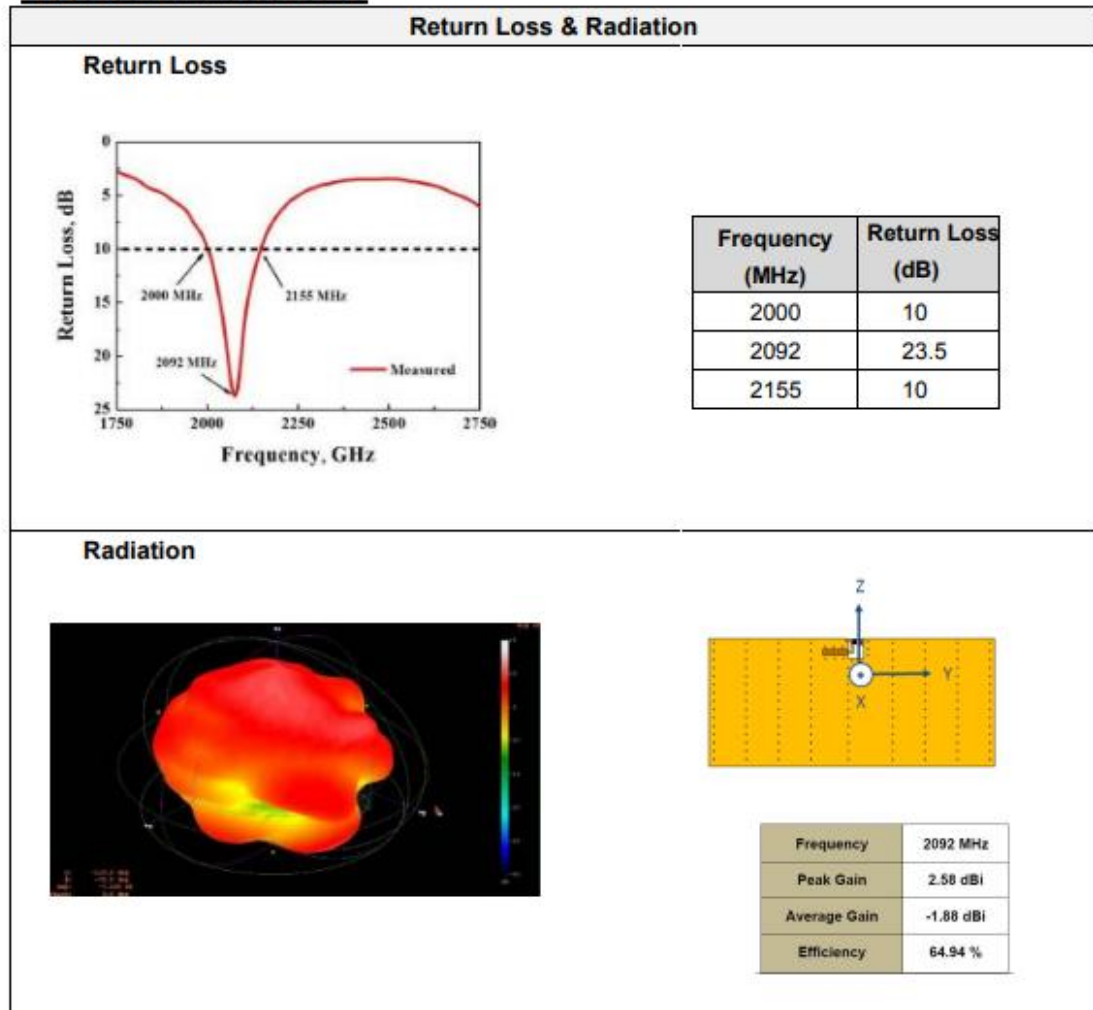 Return Loss & Radiation
Return Loss
0
5
10
15
20
25
Return Loss, dB
2000 MHz
2155 MHz
2092 MHz
Measured
1750 2000 2250 2500 2750
Frequency, GHz
Frequency (MHz) Return Loss (dB)
2000 10
2092 23.5
2155 10
Radiation
Z
Y
X
Frequency 2092 MHz
Peak Gain 2.58 dBi
Average Gain -1.88 dBi
Efficiency 64.94 %